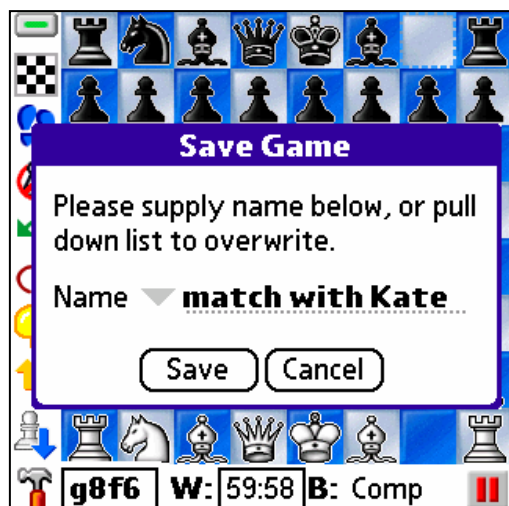 Save Game
Please supply name below, or pull
down list to overwrite.
Name match with Kate
Save Cancel
g8f6 W: 59:58 B: Comp